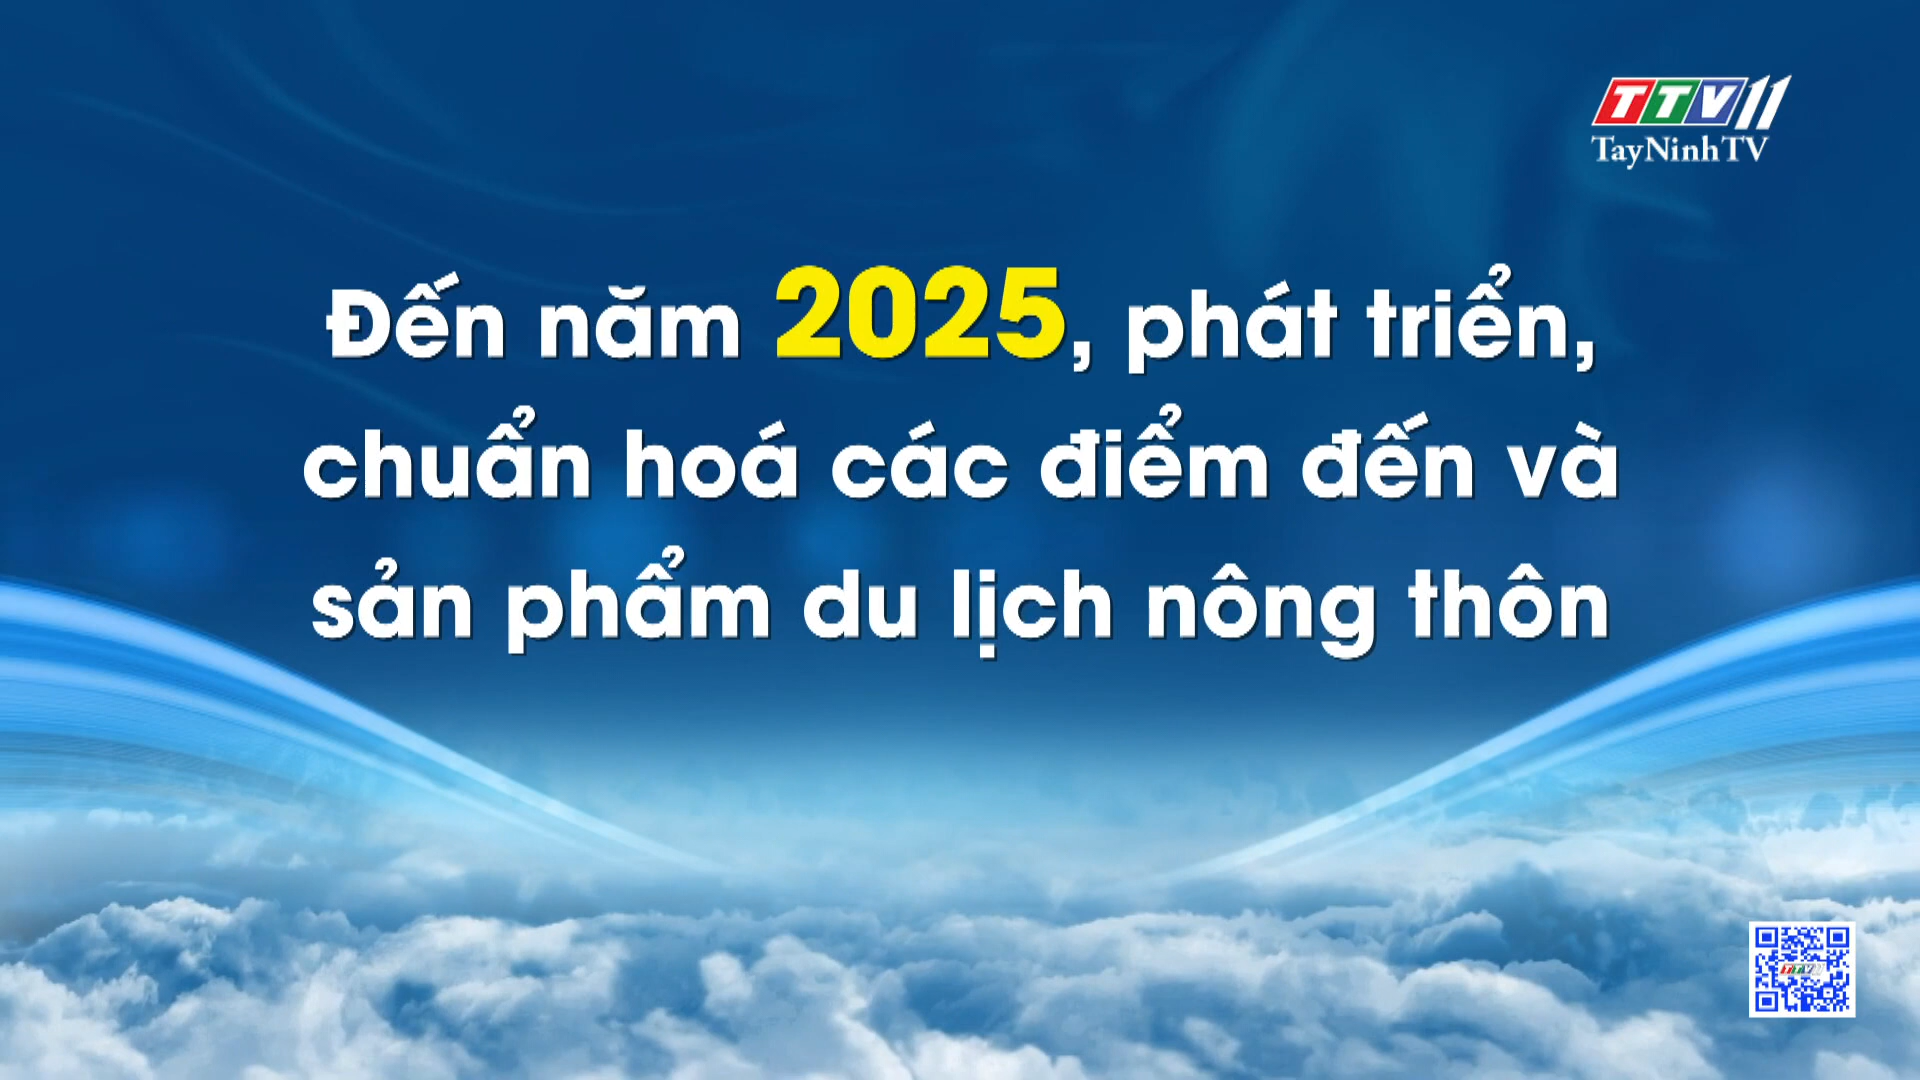 TTV11
TayNinhTV
Đến năm 2025, phát triển,
chuẩn hoá các điểm đến và
sản phẩm du lịch nông thôn
TTV11